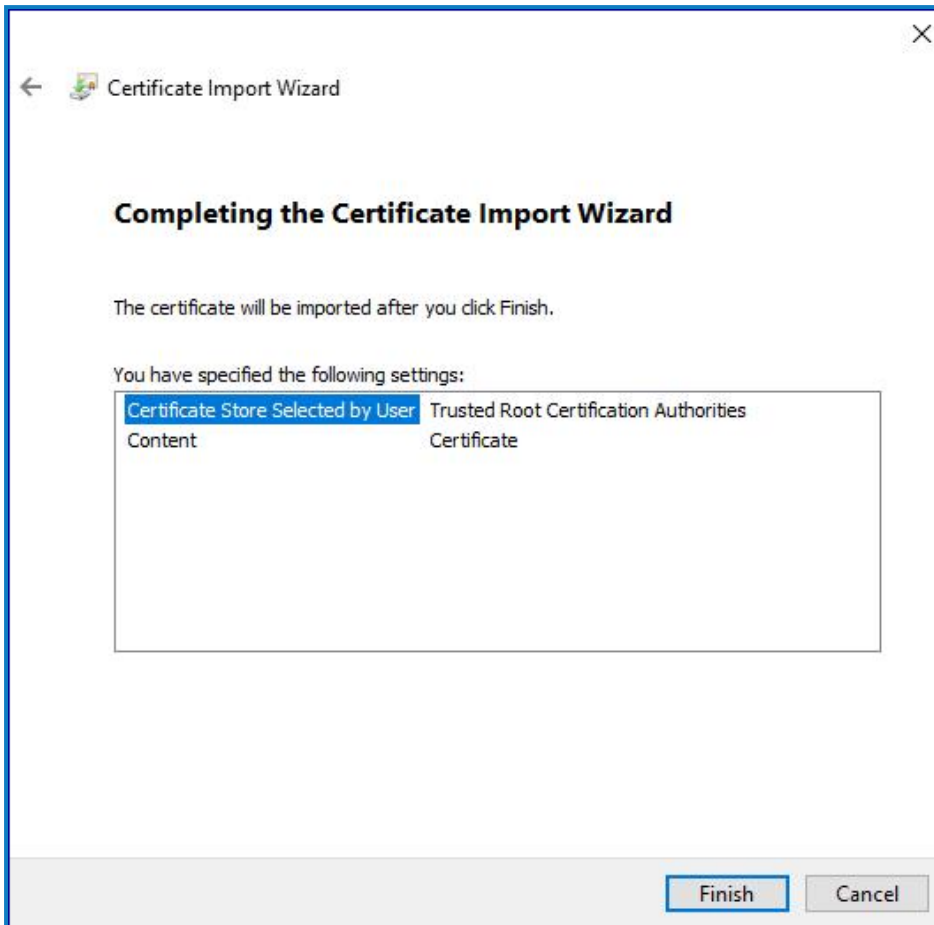 Certificate Import Wizard
Completing the Certificate Import Wizard
The certificate will be imported after you click Finish.
You have specified the following settings:
Certificate Store Selected by User Trusted Root Certification Authorities
Content Certificate
Finish Cancel